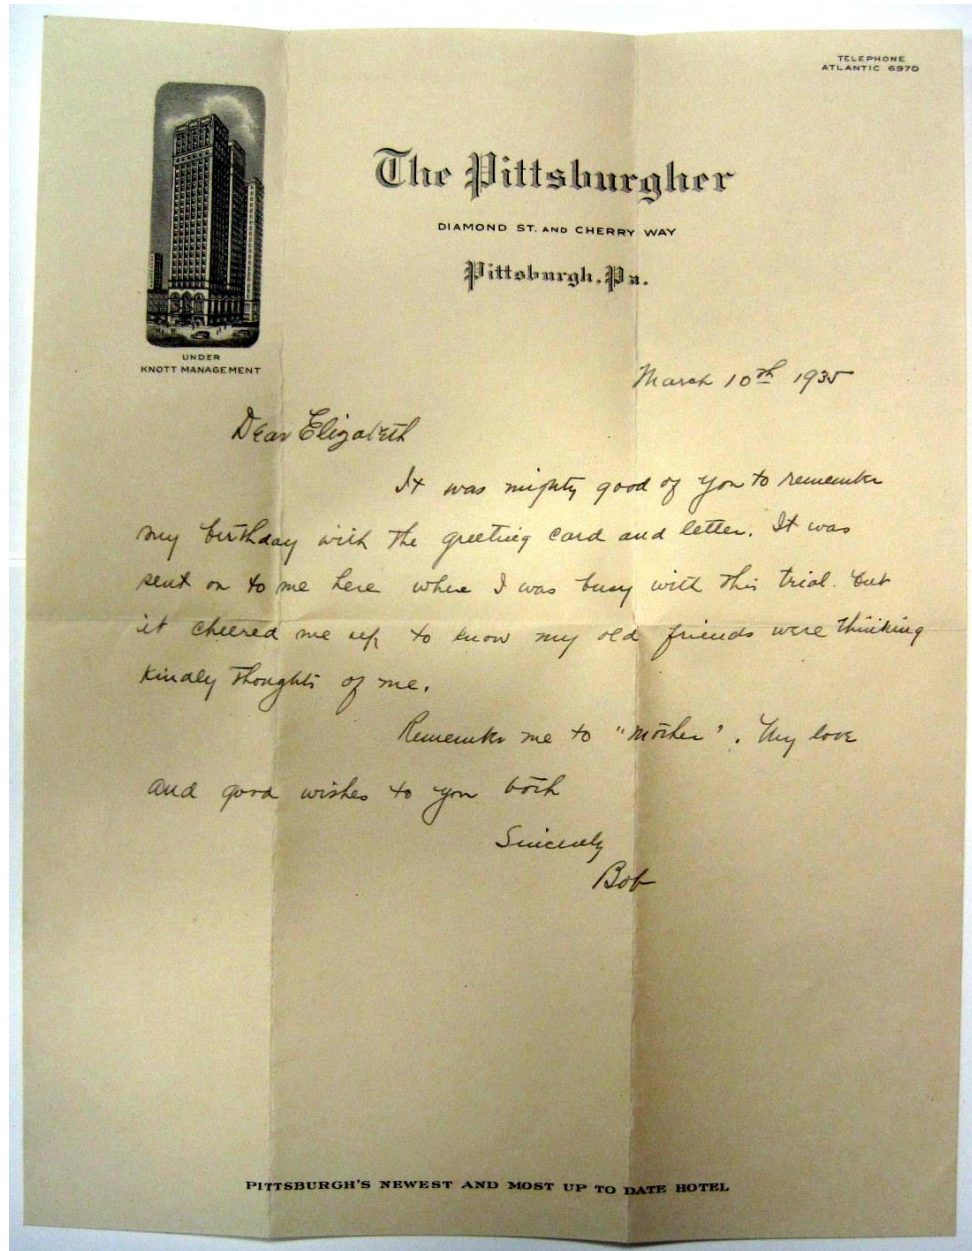 TELEPHONE
ATLANTIC 6970
The Pittsburgher
DIAMOND ST. AND CHERRY WAY
Pittsburgh, Pa.
UNDER
KNOTT MANAGEMENT
March 10th 1935
Dear Elizabeth
It was mighty good of you to remember
my birthday with the greeting card and letter. It was
sent on to me here where I was busy with this trial. but
it cheered me up to know my old friends were thinking
kindly thoughts of me.
Remember me to "Mother". My love
and good wishes to you both
Sincerely
Bob
PITTSBURGH'S NEWEST AND MOST UP TO DATE HOTEL